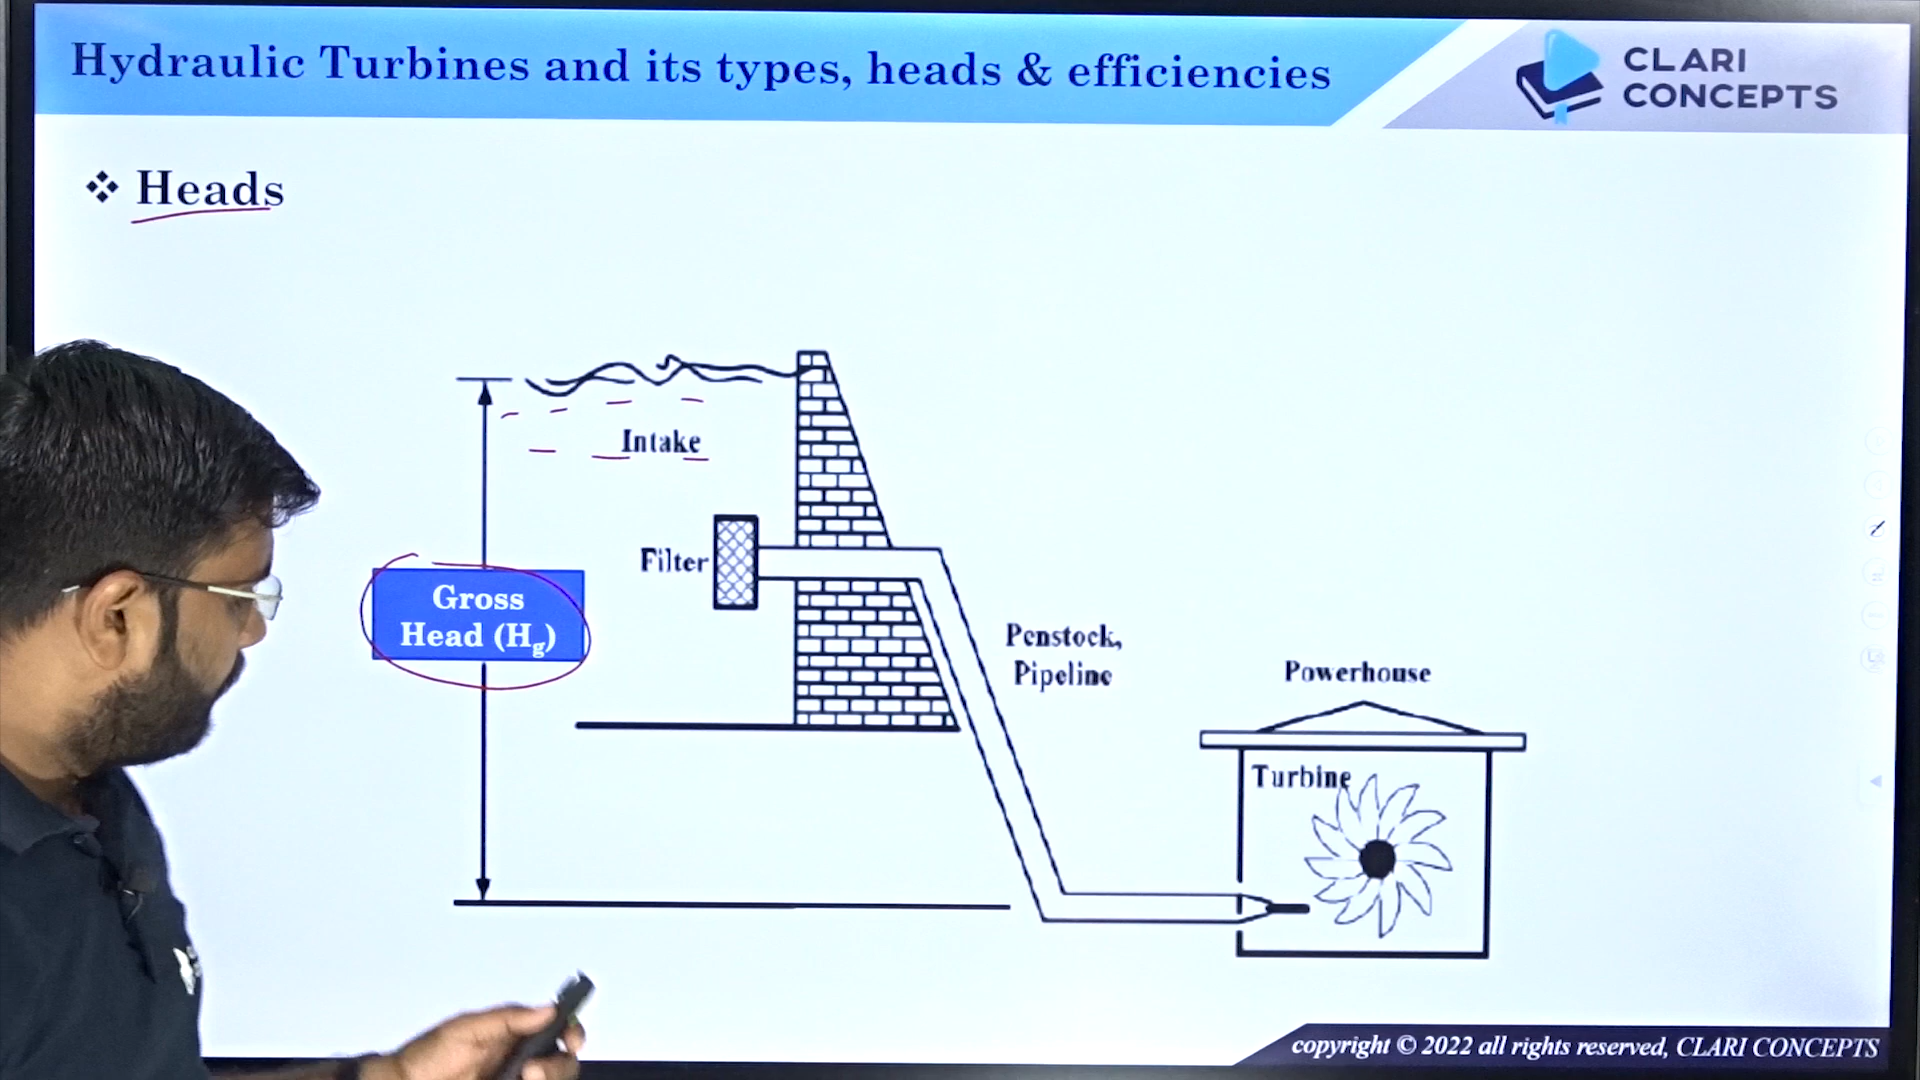 Hydraulic Turbines and its types, heads & efficiencies
CLARI
CONCEPTS
❖ Heads
Intake
Filter
Gross
Head (Hg)
Penstock,
Pipeline
Powerhouse
Turbine
copyright © 2022 all rights reserved, CLARI CONCEPTS